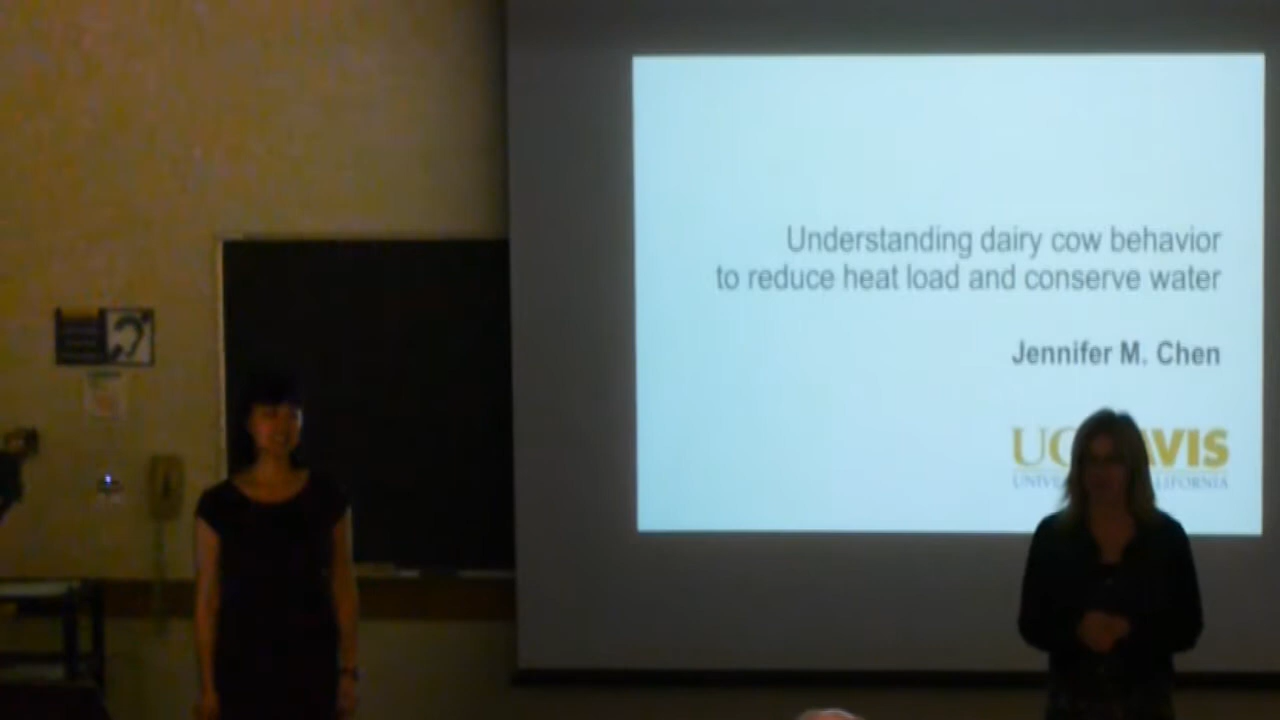 Understanding dairy cow behavior
to reduce heat load and conserve water
Jennifer M. Chen